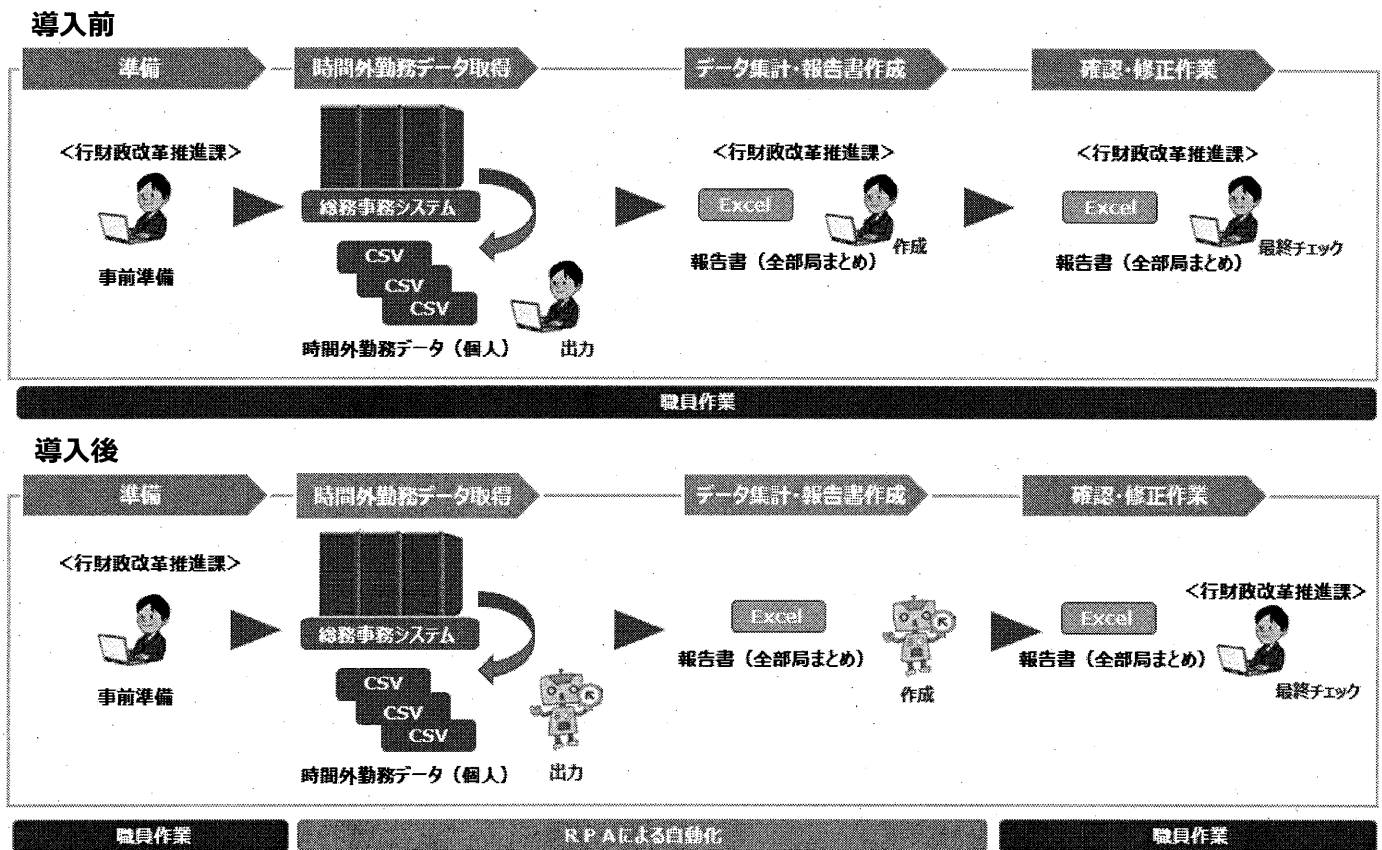 導入前
準備
時間外勤務データ取得
データ集計・報告書作成
確認・修正作業
<行財政改革推進課>
事前準備
総務事務システム
CSV
CSV
CSV
時間外勤務データ（個人）
出力
<行財政改革推進課>
Excel
作成
報告書（全部局まとめ）
<行財政改革推進課>
Excel
最終チェック
報告書（全部局まとめ）
職員作業
導入後
準備
時間外勤務データ取得
データ集計・報告書作成
確認・修正作業
<行財政改革推進課>
事前準備
総務事務システム
CSV
CSV
CSV
時間外勤務データ（個人）
出力
Excel
報告書（全部局まとめ）
作成
<行財政改革推進課>
Excel
報告書（全部局まとめ）
最終チェック
職員作業
ＲＰＡによる自動化
職員作業